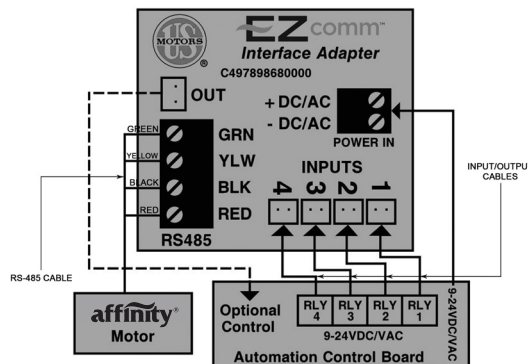 US
MOTORS
®
EZ comm™
Interface Adapter
C497898680000
OUT
+ DC/AC
- DC/AC
POWER IN
GREEN
GRN
YELLOW
YLW
BLACK
BLK
RED
RED
RS485
INPUTS
4
3
2
1
INPUT/OUTPU
CABLES
RS-485 CABLE
affinity®
Motor
Optional
Control
RLY
4
RLY
3
RLY
2
RLY
1
9-24VDC/VAC
9-24VDC/VAC
Automation Control Board